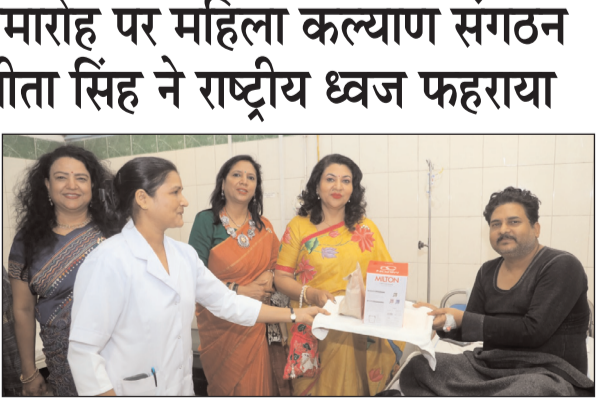 मारोह पर महिला कल्याण संगठन
ीता सिंह ने राष्ट्रीय ध्वज फहराया
MILTON